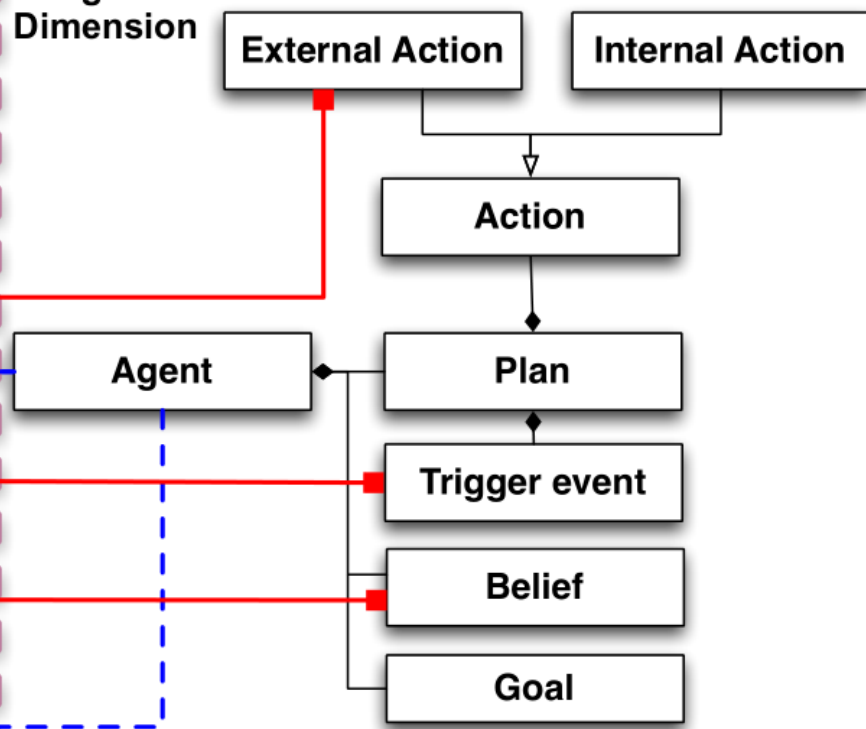 Dimension
External Action
Internal Action
Action
Agent
Plan
Trigger event
Belief
Goal